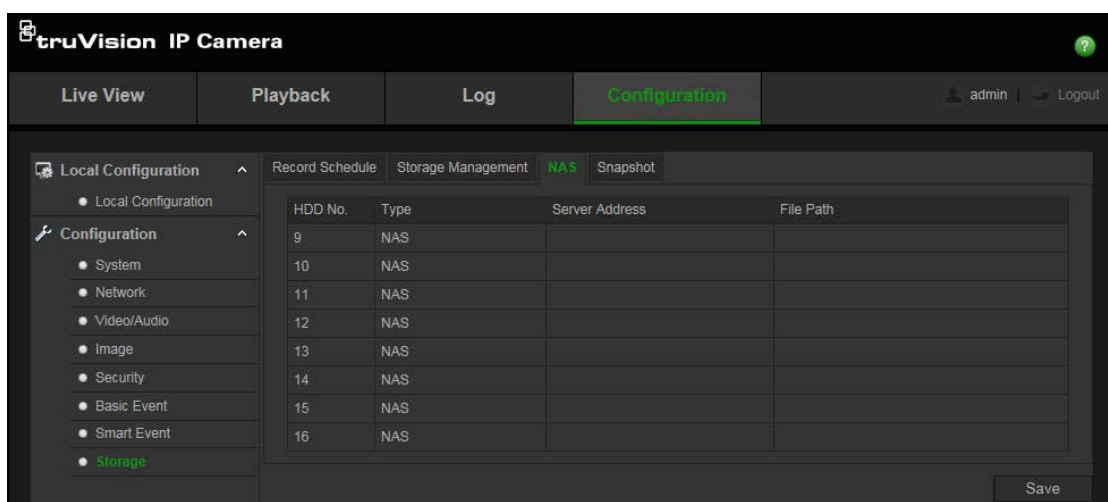 truVision IP Camera
?
Live View Playback Log Configuration admin | Logout
Local Configuration
Local Configuration
Configuration
System
Network
Video/Audio
Image
Security
Basic Event
Smart Event
Storage
Record Schedule Storage Management NAS Snapshot
HDD No. Type Server Address File Path
9 NAS
10 NAS
11 NAS
12 NAS
13 NAS
14 NAS
15 NAS
16 NAS
Save